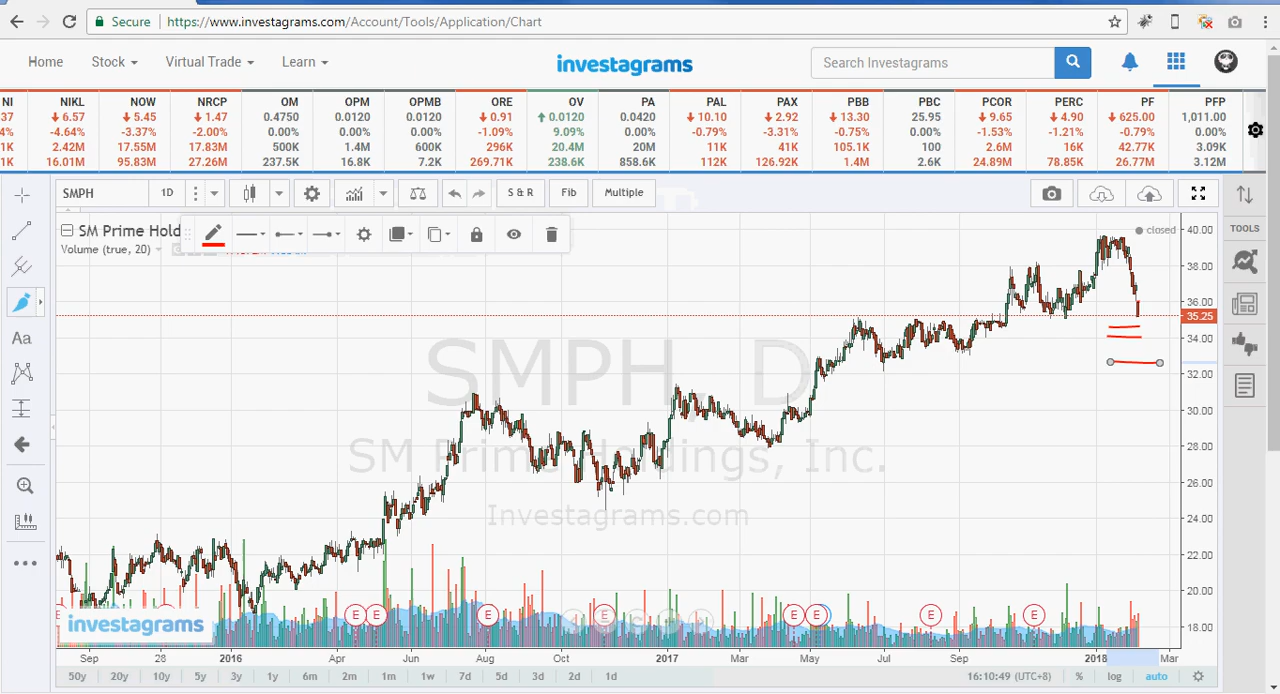 Secure https://www.investagrams.com/Account/Tools/Application/Chart
Home Stock Virtual Trade Learn investagrams Search Investagrams
NI NIKL NOW NRCP OM OPM OPMB ORE OV PA PAL PAX PBB PBC PCOR PERC PF PFP
37 6.57 5.45 1.47 0.4750 0.0120 0.0120 0.91 0.0120 0.0420 10.10 2.92 13.30 25.95 9.65 4.90 625.00 1,011.00
4% -4.64% -3.37% -2.00% 0.00% 0.00% 0.00% -1.09% 9.09% 0.00% -0.79% -3.31% -0.75% 0.00% -1.53% -1.21% -0.79% 0.00%
1K 2.42M 17.55M 17.83M 500K 1.4M 600K 296K 20.4M 20M 11K 41K 105.1K 100 2.6M 16K 42.77K 3.09K
1K 16.01M 95.83M 27.26M 237.5K 16.8K 7.2K 269.71K 238.6K 858.6K 112K 126.92K 1.4M 2.6K 24.89M 78.85K 26.77M 3.12M
SMPH 1D S & R Fib Multiple
TOOLS
SM Prime Hold
Volume (true, 20)
closed
40.00
38.00
36.00
35.25
34.00
32.00
30.00
28.00
26.00
24.00
22.00
20.00
18.00
SMPH, D
SM Prime Holdings, Inc.
Investagrams.com
Aa
E E E E E E E E
investagrams
Sep 28 2016 Apr Jun Aug Oct 2017 Mar May Jul Sep 2018 Mar
50y 20y 10y 5y 3y 1y 6m 2m 1m 1w 7d 5d 3d 2d 1d 16:10:49 (UTC+8) % log auto